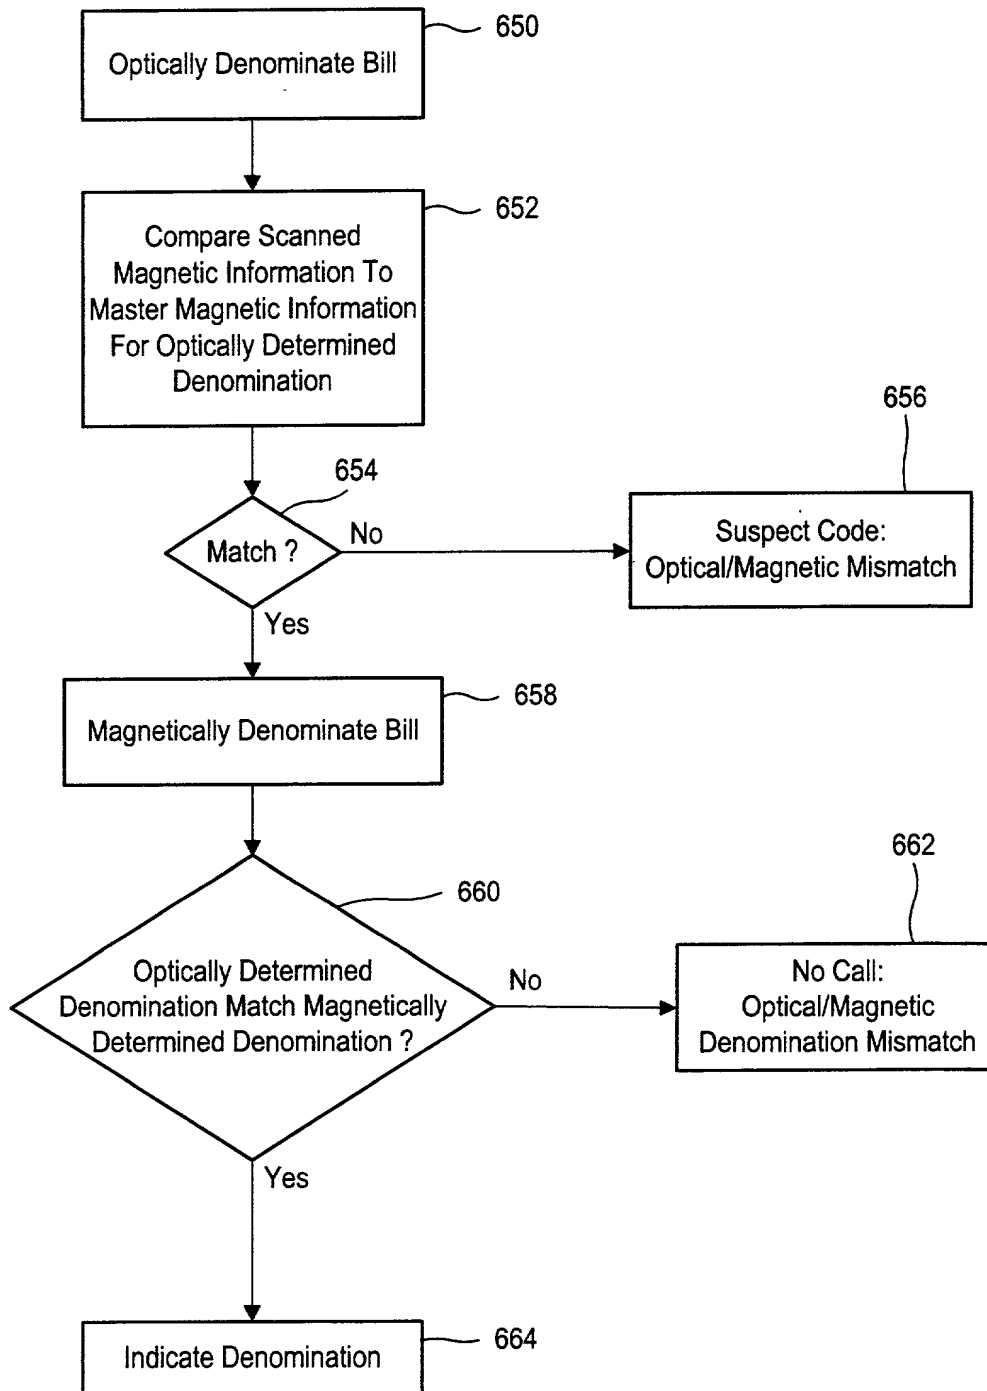 650
Optically Denominate Bill
652
Compare Scanned
Magnetic Information To
Master Magnetic Information
For Optically Determined
Denomination
654
Match ?
No
656
Suspect Code:
Optical/Magnetic Mismatch
Yes
658
Magnetically Denominate Bill
660
Optically Determined
Denomination Match Magnetically
Determined Denomination ?
No
662
No Call:
Optical/Magnetic
Denomination Mismatch
Yes
664
Indicate Denomination